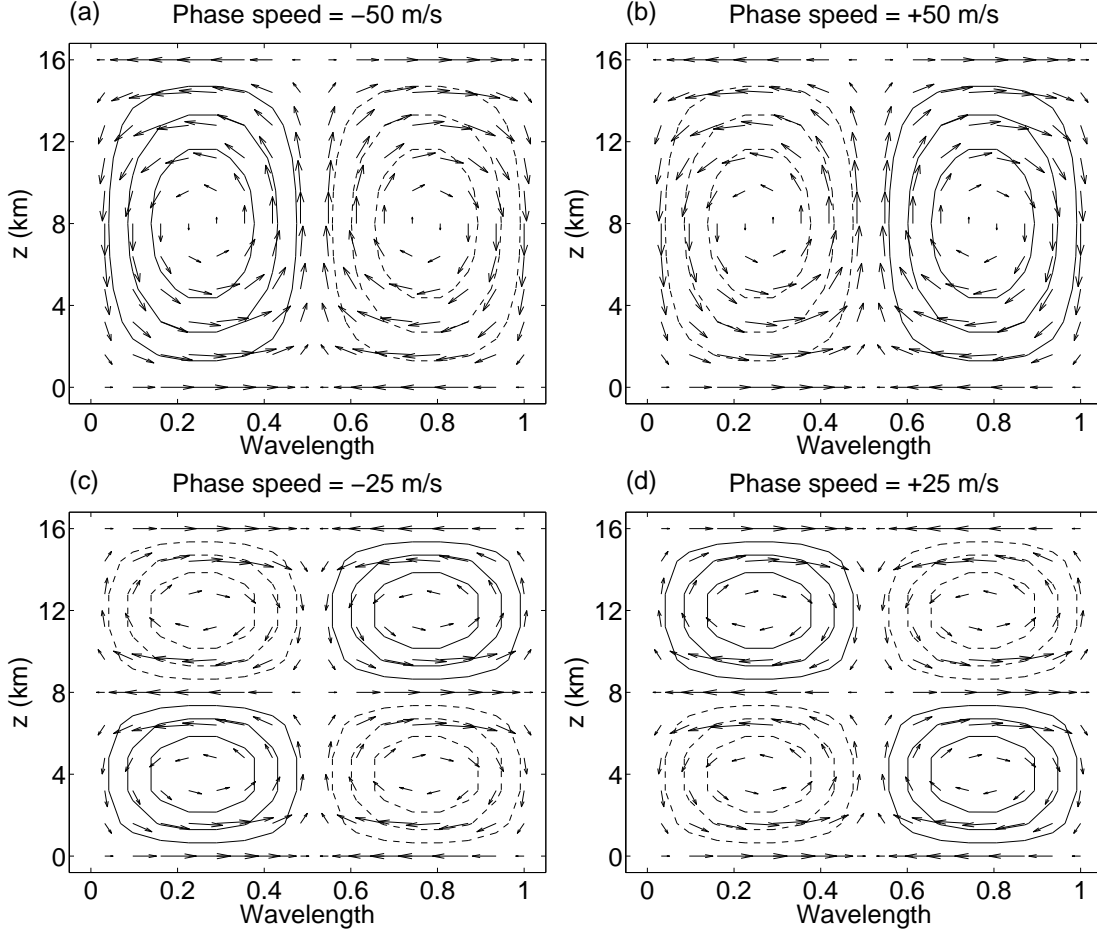 (a) Phase speed = −50 m/s
16
12
8
4
0
z (km)
0 0.2 0.4 0.6 0.8 1
Wavelength
(b) Phase speed = +50 m/s
16
12
8
4
0
z (km)
0 0.2 0.4 0.6 0.8 1
Wavelength
(c) Phase speed = −25 m/s
16
12
8
4
0
z (km)
0 0.2 0.4 0.6 0.8 1
Wavelength
(d) Phase speed = +25 m/s
16
12
8
4
0
z (km)
0 0.2 0.4 0.6 0.8 1
Wavelength